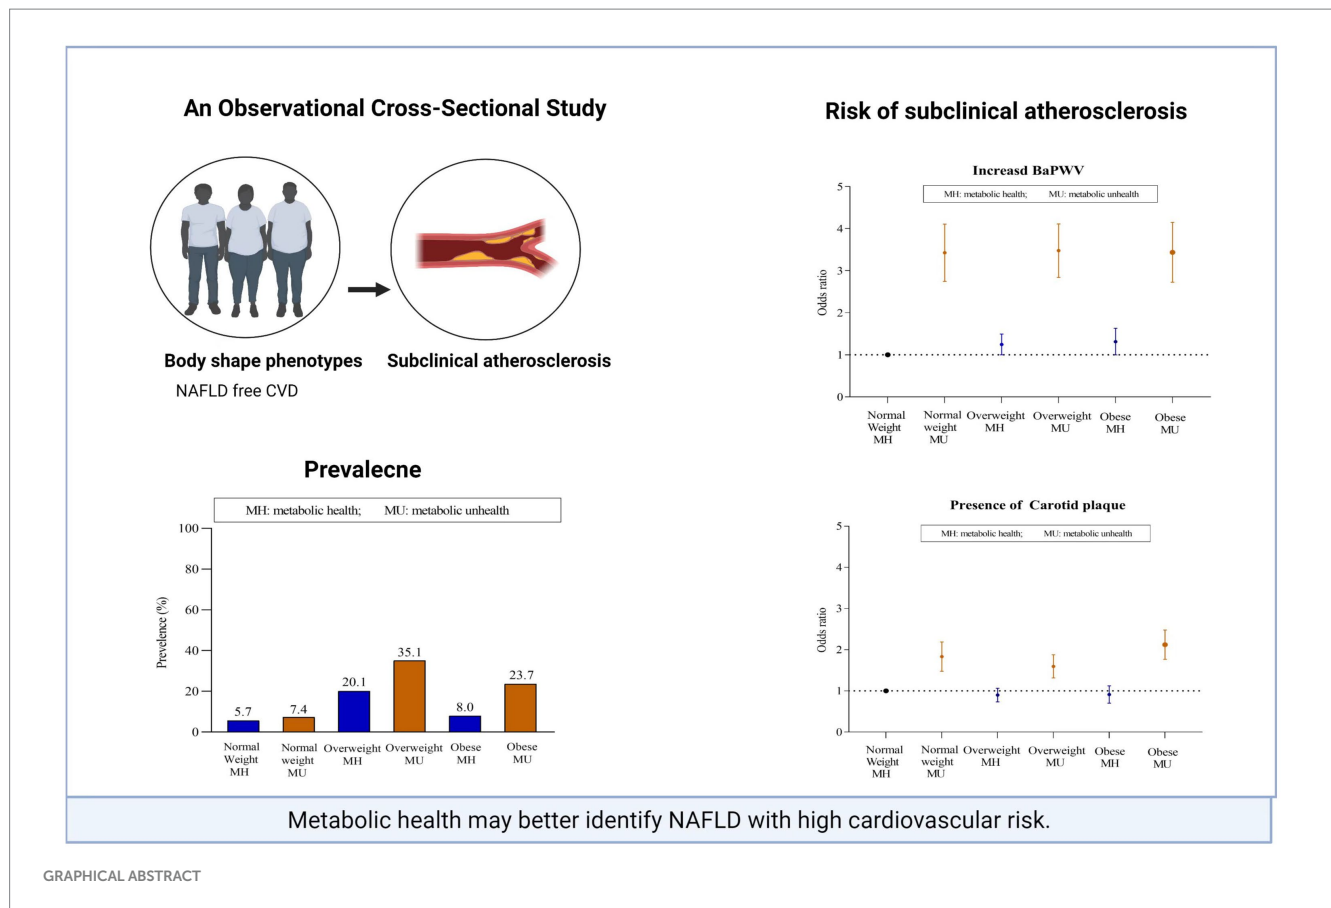 An Observational Cross-Sectional Study
Body shape phenotypes
NAFLD free CVD
Subclinical atherosclerosis
Prevalecne
MH: metabolic health; MU: metabolic unhealth
Prevelence (%)
100
80
60
40
20
0
5.7
7.4
20.1
35.1
8.0
23.7
Normal
Weight
MH
Normal
weight
MU
Overweight
MH
Overweight
MU
Obese
MH
Obese
MU
Risk of subclinical atherosclerosis
Increasd BaPWV
MH: metabolic health; MU: metabolic unhealth
Odds ratio
5
4
3
2
1
0
Normal
Weight
MH
Normal
weight
MU
Overweight
MH
Overweight
MU
Obese
MH
Obese
MU
Presence of Carotid plaque
MH: metabolic health; MU: metabolic unhealth
Odds ratio
5
4
3
2
1
0
Normal
Weight
MH
Normal
weight
MU
Overweight
MH
Overweight
MU
Obese
MH
Obese
MU
Metabolic health may better identify NAFLD with high cardiovascular risk.
GRAPHICAL ABSTRACT